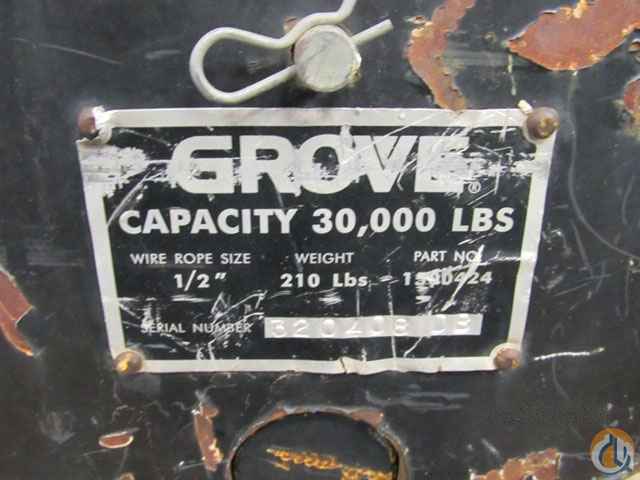 GROVE®
CAPACITY 30,000 LBS
WIRE ROPE SIZE WEIGHT PART NO.
1/2" 210 Lbs
SERIAL NUMBER